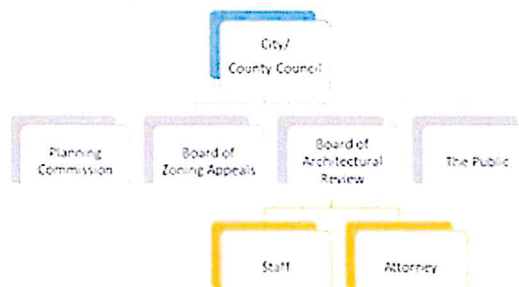 City/
County Council
Planning
Commission
Board of
Zoning Appeals
Board of
Architectural
Review
The Public
Staff
Attorney